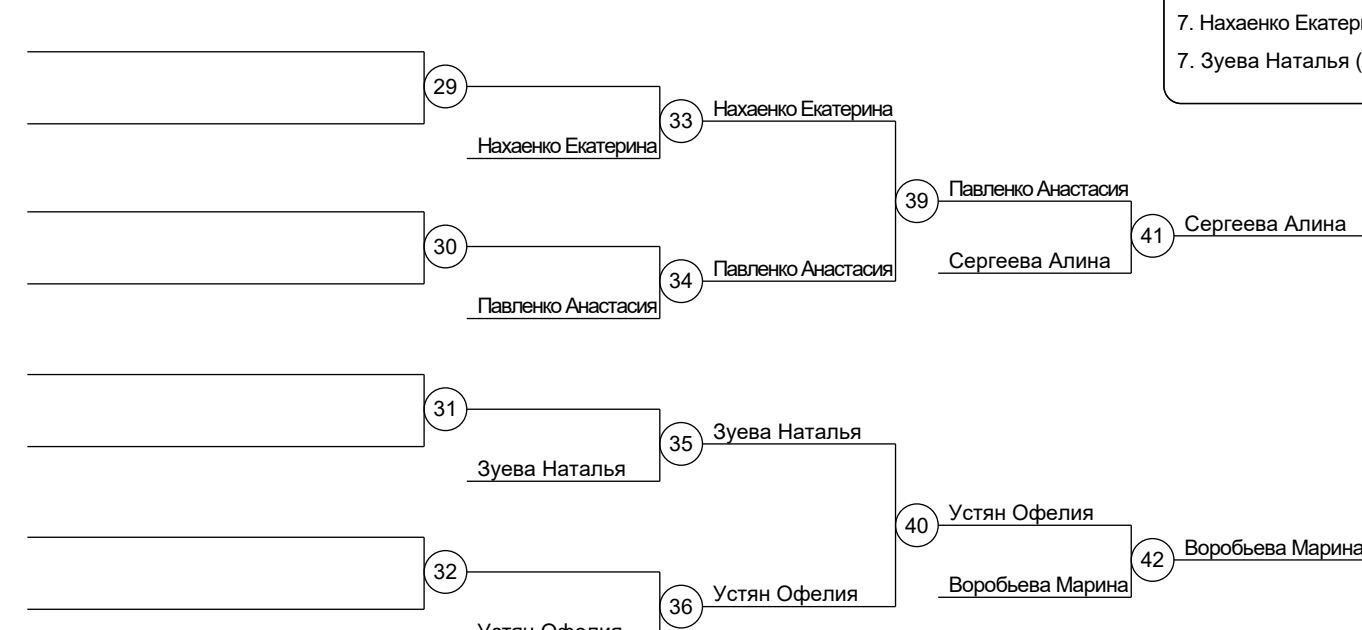 7. Нахаенко
7. Зуева Наталья (
29
33
Нахаенко Екатерина
Нахаенко Екатерина
39
Павленко Анастасия
41
Сергеева Алина
30
34
Павленко Анастасия
Сергеева Алина
Павленко Анастасия
31
35
Зуева Наталья
Зуева Наталья
40
Устян Офелия
42
Воробьева Марина
32
36
Устян Офелия
Воробьева Марина
Устян Офелия